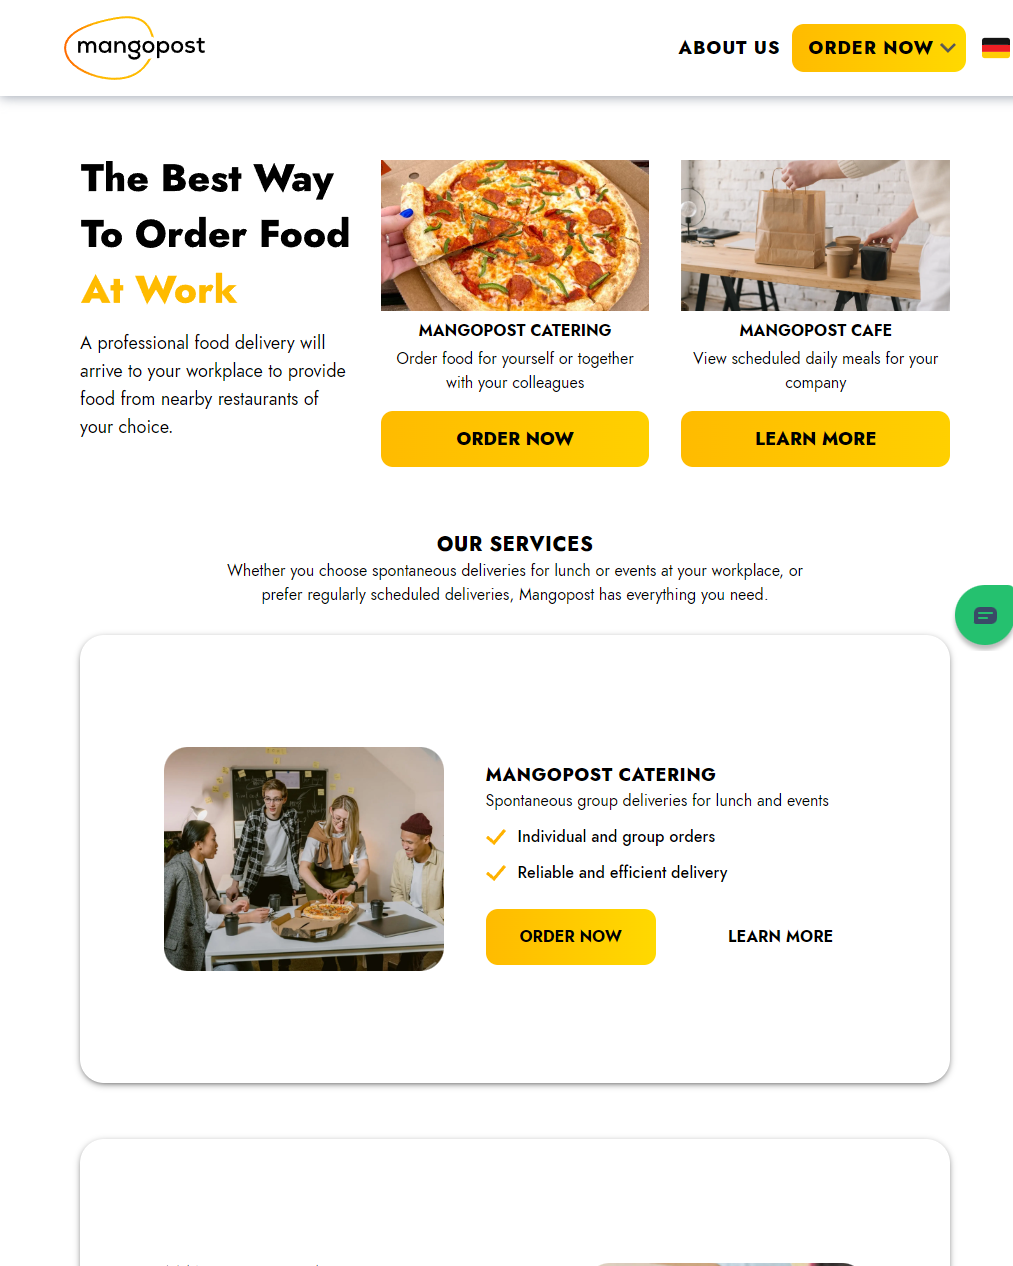 mangopost
ABOUT US
ORDER NOW
The Best Way
To Order Food
At Work
A professional food delivery will
arrive to your workplace to provide
food from nearby restaurants of
your choice.
MANGOPOST CATERING
Order food for yourself or together
with your colleagues
ORDER NOW
MANGOPOST CAFE
View scheduled daily meals for your
company
LEARN MORE
OUR SERVICES
Whether you choose spontaneous deliveries for lunch or events at your workplace, or
prefer regularly scheduled deliveries, Mangopost has everything you need.
MANGOPOST CATERING
Spontaneous group deliveries for lunch and events
Individual and group orders
Reliable and efficient delivery
ORDER NOW
LEARN MORE